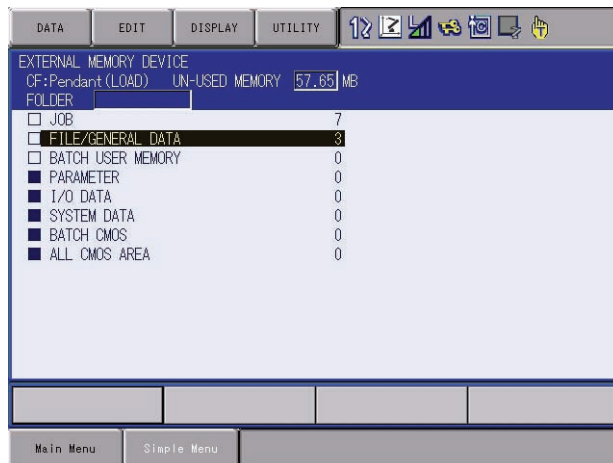 DATA EDIT DISPLAY UTILITY
EXTERNAL MEMORY DEVICE
CF:Pendant(LOAD) UN-USED MEMORY 57.65 MB
FOLDER
JOB 7
FILE/GENERAL DATA 3
BATCH USER MEMORY 0
PARAMETER 0
I/O DATA 0
SYSTEM DATA 0
BATCH CMOS 0
ALL CMOS AREA 0
Main Menu Simple Menu